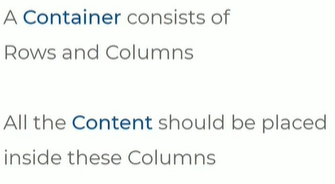 A Container consists of
Rows and Columns
All the Content should be placed
inside these Columns